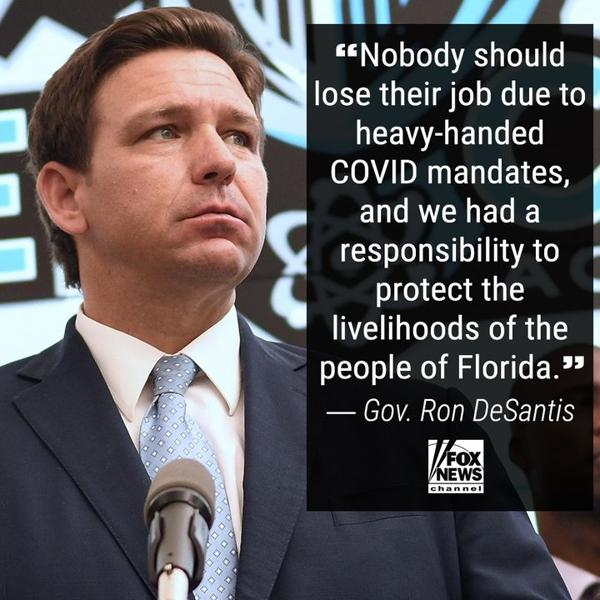 “Nobody should
lose their job due to
heavy-handed
COVID mandates,
and we had a
responsibility to
protect the
livelihoods of the
people of Florida.”
— Gov. Ron DeSantis
FOX
NEWS
channel